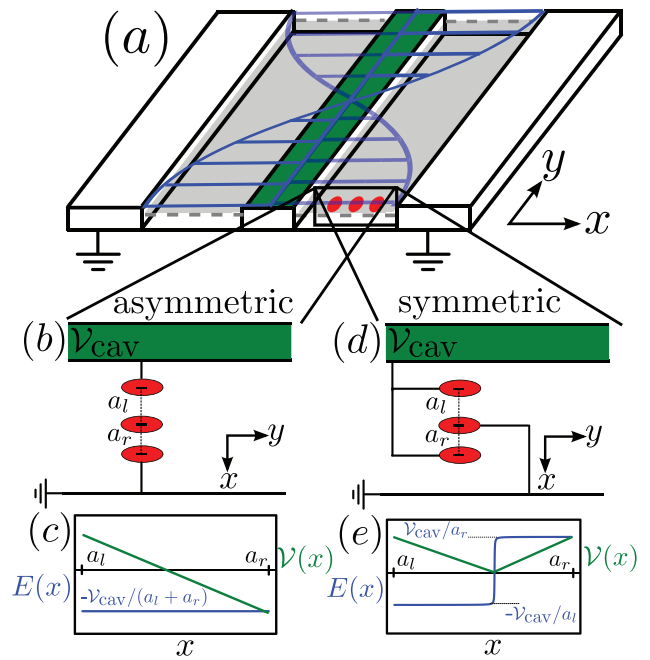 (a)
y
x
asymmetric
symmetric
(b)
𝒱cav
(d)
𝒱cav
a_l
a_r
y
x
a_l
a_r
y
x
(c)
a_l
a_r
𝒱(x)
E(x)
-𝒱cav/(a_l + a_r)
x
(e)
𝒱cav/a_r
a_l
a_r
𝒱(x)
E(x)
-𝒱cav/a_l
x